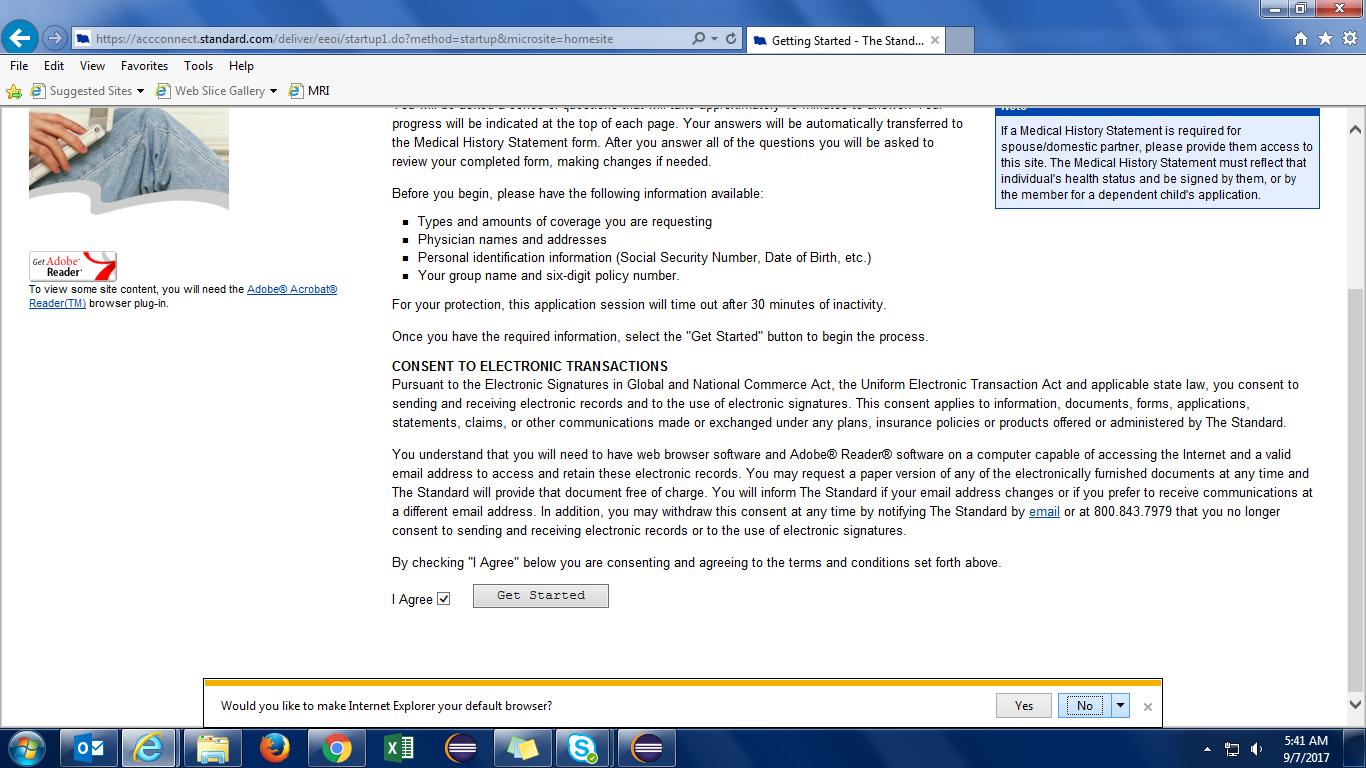 https://accconnect.standard.com/deliver/eeoi/startup1.do?method=startup&microsite=homesite
Getting Started - The Stand...
File Edit View Favorites Tools Help
Suggested Sites Web Slice Gallery MRI
progress will be indicated at the top of each page. Your answers will be automatically transferred to
the Medical History Statement form. After you answer all of the questions you will be asked to
review your completed form, making changes if needed.
Before you begin, please have the following information available:
Types and amounts of coverage you are requesting
Physician names and addresses
Personal identification information (Social Security Number, Date of Birth, etc.)
Your group name and six-digit policy number.
For your protection, this application session will time out after 30 minutes of inactivity.
Once you have the required information, select the "Get Started" button to begin the process.
If a Medical History Statement is required for
spouse/domestic partner, please provide them access to
this site. The Medical History Statement must reflect that
individual's health status and be signed by them, or by
the member for a dependent child's application.
Get Adobe®
Reader®
To view some site content, you will need the Adobe® Acrobat®
Reader(TM) browser plug-in.
CONSENT TO ELECTRONIC TRANSACTIONS
Pursuant to the Electronic Signatures in Global and National Commerce Act, the Uniform Electronic Transaction Act and applicable state law, you consent to
sending and receiving electronic records and to the use of electronic signatures. This consent applies to information, documents, forms, applications,
statements, claims, or other communications made or exchanged under any plans, insurance policies or products offered or administered by The Standard.
You understand that you will need to have web browser software and Adobe® Reader® software on a computer capable of accessing the Internet and a valid
email address to access and retain these electronic records. You may request a paper version of any of the electronically furnished documents at any time and
The Standard will provide that document free of charge. You will inform The Standard if your email address changes or if you prefer to receive communications at
a different email address. In addition, you may withdraw this consent at any time by notifying The Standard by email or at 800.843.7979 that you no longer
consent to sending and receiving electronic records or to the use of electronic signatures.
By checking "I Agree" below you are consenting and agreeing to the terms and conditions set forth above.
I Agree Get Started
Would you like to make Internet Explorer your default browser? Yes No
5:41 AM
9/7/2017